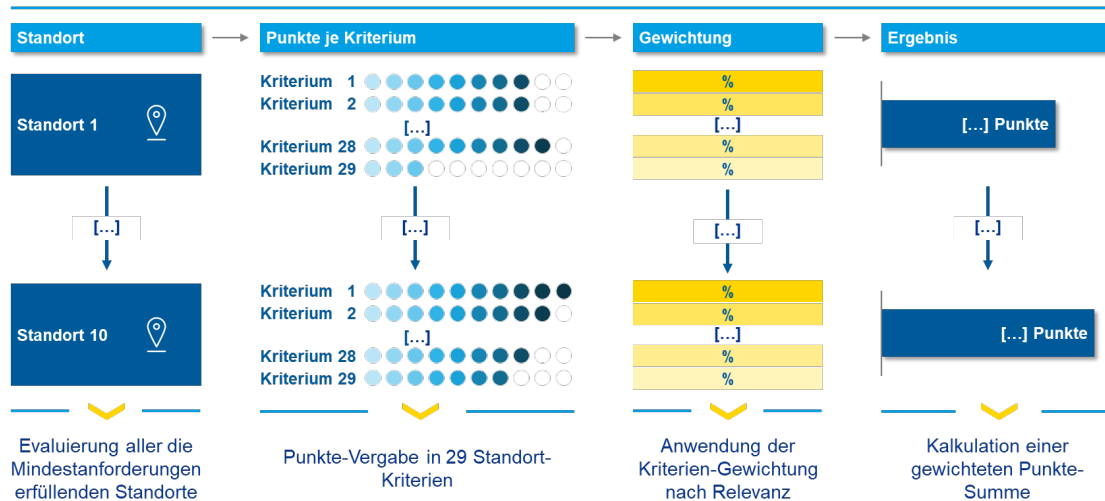 Standort
Punkte je Kriterium
Gewichtung
Ergebnis
Standort 1
Kriterium 1
Kriterium 2
[...]
Kriterium 28
Kriterium 29
%
%
[...]
%
%
[...] Punkte
[...]
[...]
[...]
[...]
Standort 10
Kriterium 1
Kriterium 2
[...]
Kriterium 28
Kriterium 29
%
%
[...]
%
%
[...] Punkte
Evaluierung aller die
Mindestanforderungen
erfüllenden Standorte
Punkte-Vergabe in 29 Standort-
Kriterien
Anwendung der
Kriterien-Gewichtung
nach Relevanz
Kalkulation einer
gewichteten Punkte-
Summe